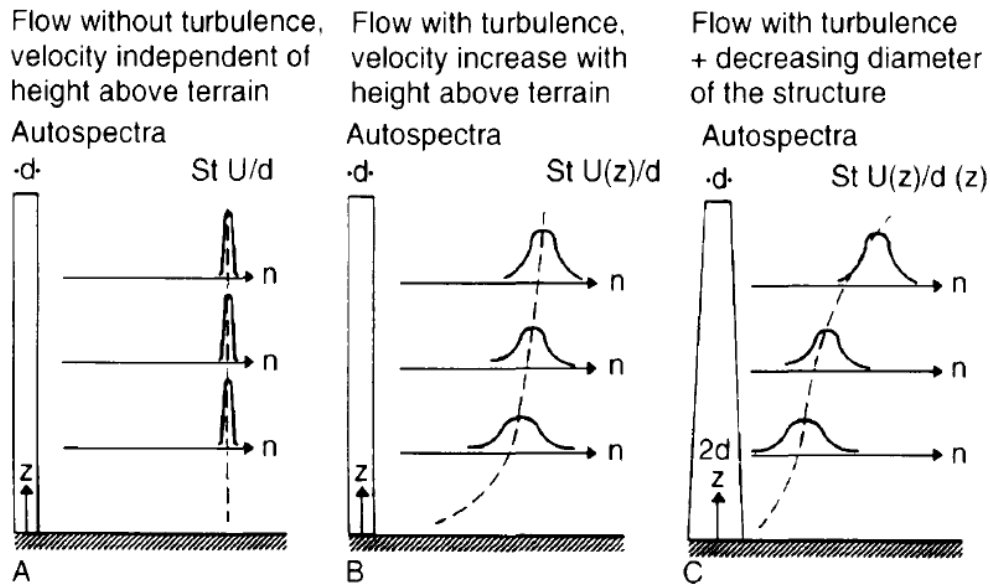 Flow without turbulence,
velocity independent of
height above terrain
Autospectra
·d·
St U/d
n
n
n
z
A
Flow with turbulence,
velocity increase with
height above terrain
Autospectra
·d·
St U(z)/d
n
n
n
z
B
Flow with turbulence
+ decreasing diameter
of the structure
Autospectra
·d·
St U(z)/d (z)
n
n
n
2d
z
C